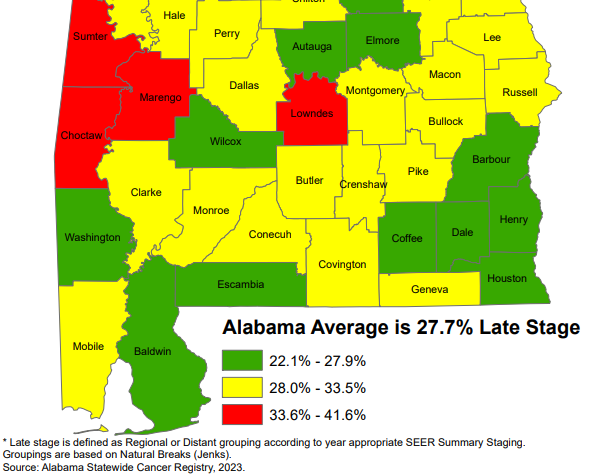 Chilton
Hale
Sumter
Perry
Elmore
Lee
Autauga
Macon
Dallas
Montgomery
Russell
Marengo
Lowndes
Bullock
Choctaw
Wilcox
Barbour
Pike
Butler
Crenshaw
Clarke
Monroe
Henry
Conecuh
Dale
Washington
Coffee
Covington
Houston
Escambia
Geneva
Alabama Average is 27.7% Late Stage
Mobile
Baldwin
22.1% - 27.9%
28.0% - 33.5%
33.6% - 41.6%
* Late stage is defined as Regional or Distant grouping according to year appropriate SEER Summary Staging.
Groupings are based on Natural Breaks (Jenks).
Source: Alabama Statewide Cancer Registry, 2023.